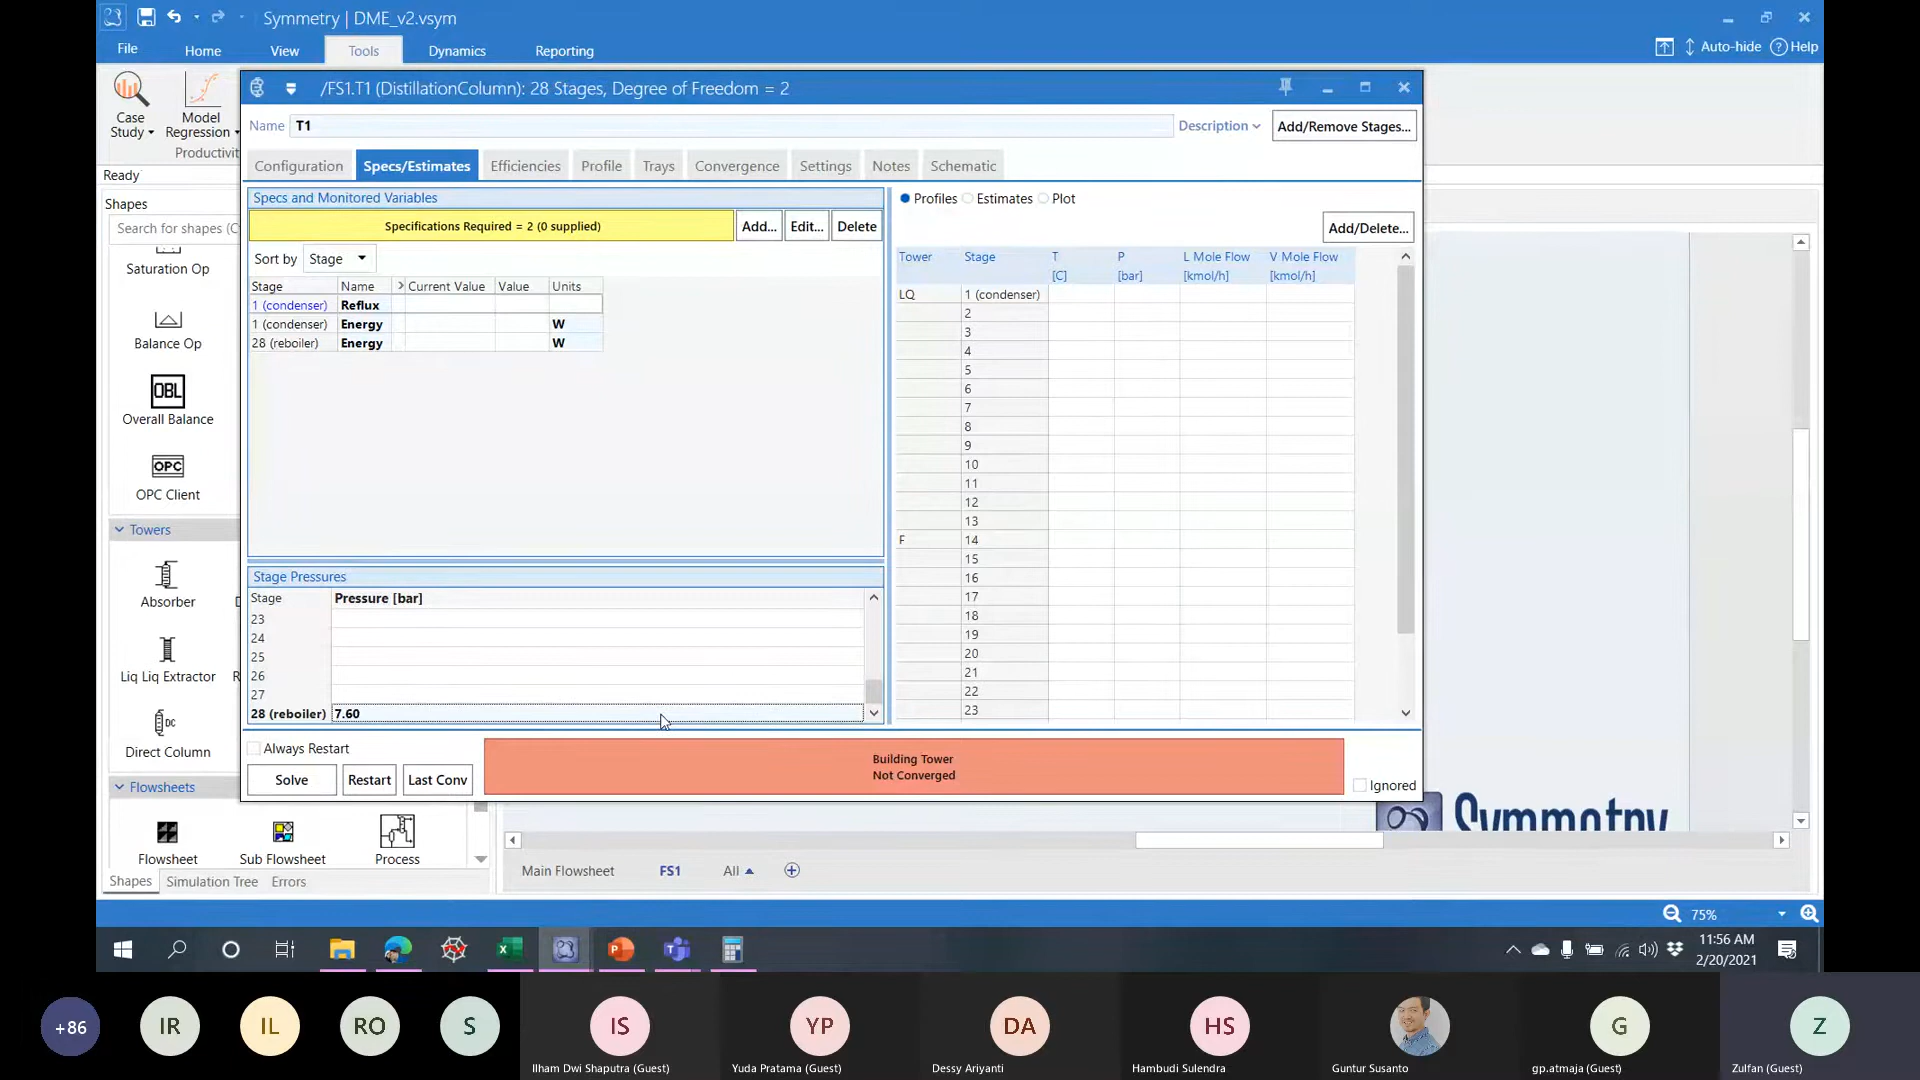 Symmetry | DME_v2.vsym
File
Home
View
Tools
Dynamics
Reporting
Auto-hide
Help
Case
Study
Model
Regression
Productivit
Ready
Shapes
Search for shapes (C
Saturation Op
Balance Op
OBL
Overall Balance
OPC
OPC Client
Towers
Absorber
D
Liq Liq Extractor
R
DC
Direct Column
Flowsheets
Flowsheet
Sub Flowsheet
Process
Shapes
Simulation Tree
Errors
/FS1.T1 (DistillationColumn): 28 Stages, Degree of Freedom = 2
Name
T1
Description
Add/Remove Stages...
Configuration
Specs/Estimates
Efficiencies
Profile
Trays
Convergence
Settings
Notes
Schematic
Specs and Monitored Variables
Specifications Required = 2 (0 supplied)
Add...
Edit...
Delete
Sort by
Stage
Stage Name > Current Value Value Units
1 (condenser) Reflux
1 (condenser) Energy W
28 (reboiler) Energy W
Stage Pressures
Stage Pressure [bar]
23
24
25
26
27
28 (reboiler) 7.60
Profiles
Estimates
Plot
Add/Delete...
Tower Stage T P L Mole Flow V Mole Flow
[C] [bar] [kmol/h] [kmol/h]
LQ 1 (condenser)
2
3
4
5
6
7
8
9
10
11
12
13
F 14
15
16
17
18
19
20
21
22
23
Always Restart
Solve
Restart
Last Conv
Building Tower
Not Converged
Ignored
Symmetry
Main Flowsheet
FS1
All
75%
11:56 AM
2/20/2021
+86
IR
IL
RO
S
IS
Ilham Dwi Shaputra (Guest)
YP
Yuda Pratama (Guest)
DA
Dessy Ariyanti
HS
Hambudi Sulendra
Guntur Susanto
G
gp.atmaja (Guest)
Z
Zulfan (Guest)